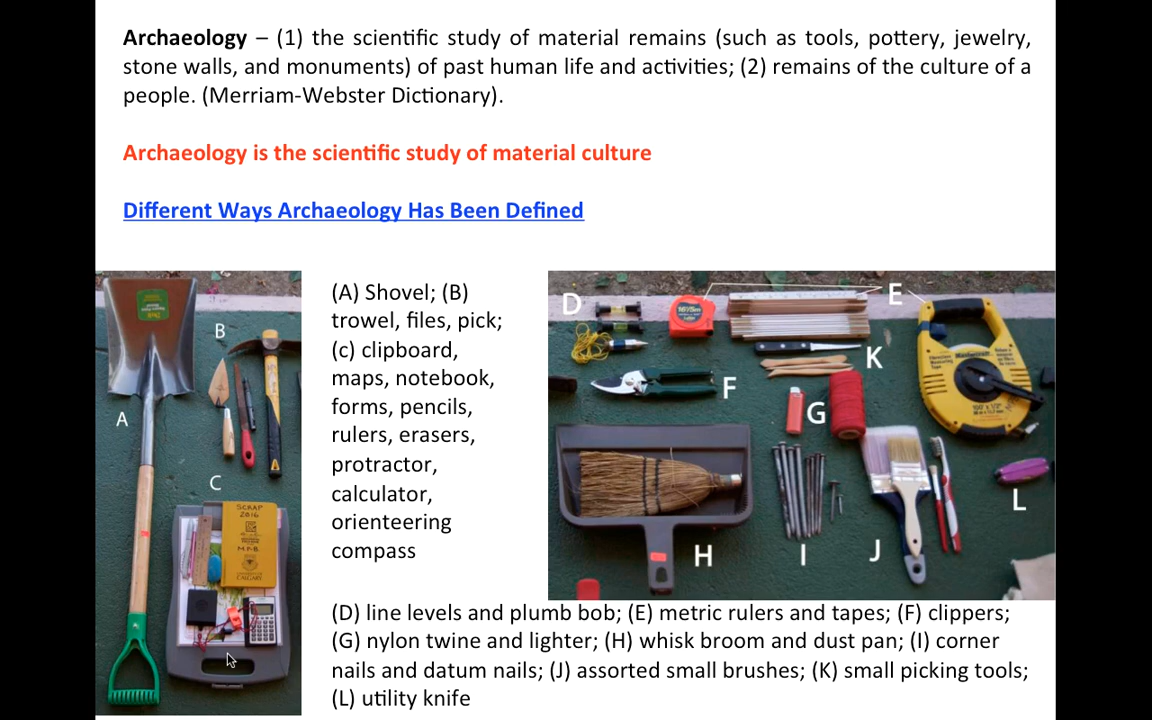 Archaeology – (1) the scientific study of material remains (such as tools, pottery, jewelry,
stone walls, and monuments) of past human life and activities; (2) remains of the culture of a
people. (Merriam-Webster Dictionary).
Archaeology is the scientific study of material culture
Different Ways Archaeology Has Been Defined
A
B
C
SCRAP
2016
M.P.B.
CALGARY
(A) Shovel; (B)
trowel, files, pick;
(c) clipboard,
maps, notebook,
forms, pencils,
rulers, erasers,
protractor,
calculator,
orienteering
compass
D
E
F
K
G
H
I
J
L
(D) line levels and plumb bob; (E) metric rulers and tapes; (F) clippers;
(G) nylon twine and lighter; (H) whisk broom and dust pan; (I) corner
nails and datum nails; (J) assorted small brushes; (K) small picking tools;
(L) utility knife